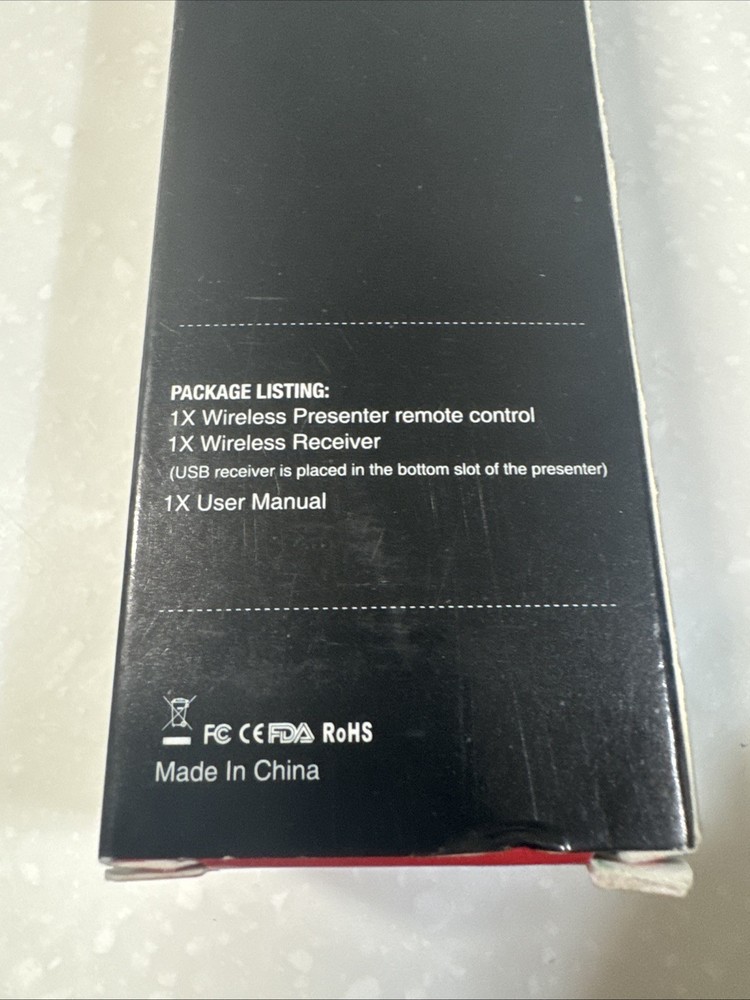 PACKAGE LISTING:
1X Wireless Presenter remote control
1X Wireless Receiver
(USB receiver is placed in the bottom slot of the presenter)
1X User Manual
FC CE FDA RoHS
Made In China